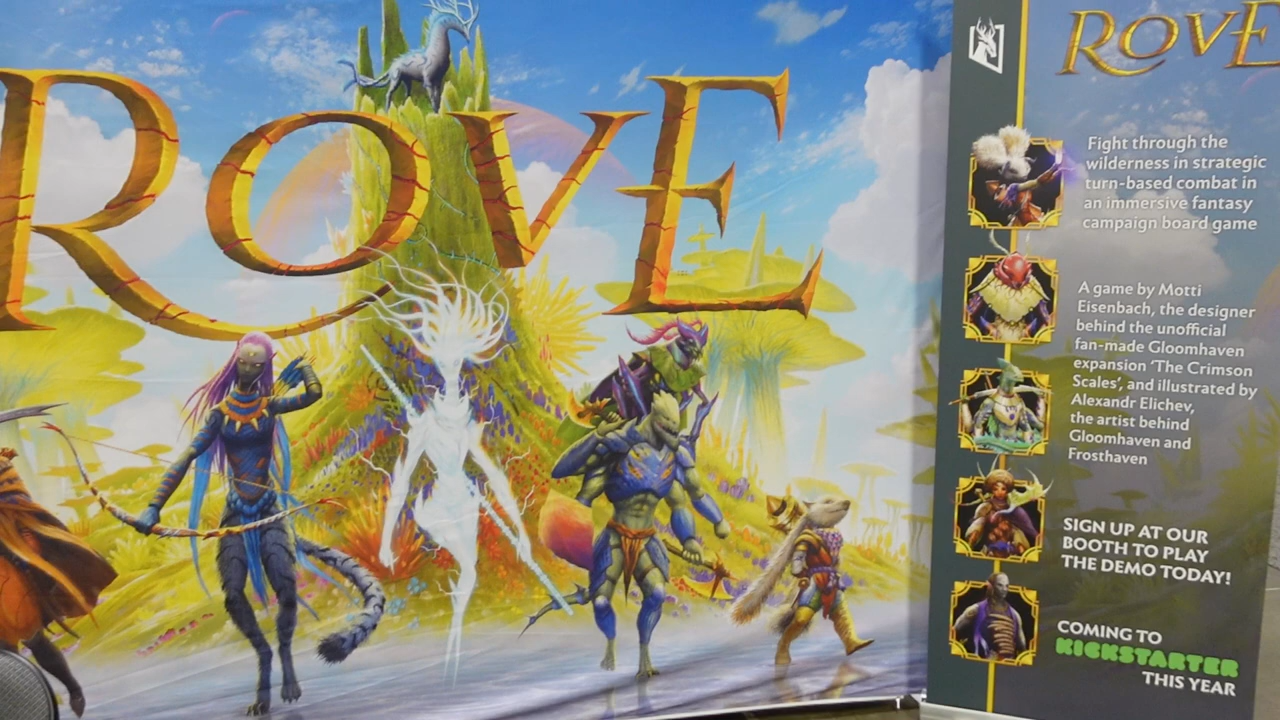 ROVE
ROVE
Fight through the
wilderness in strategic
turn-based combat in
an immersive fantasy
campaign board game
A game by Motti
Eisenbach, the designer
behind the unofficial
fan-made Gloomhaven
expansion ‘The Crimson
Scales’, and illustrated by
Alexandr Elichev,
the artist behind
Gloomhaven and
Frosthaven
SIGN UP AT OUR
BOOTH TO PLAY
THE DEMO TODAY!
COMING TO
KICKSTARTER
THIS YEAR